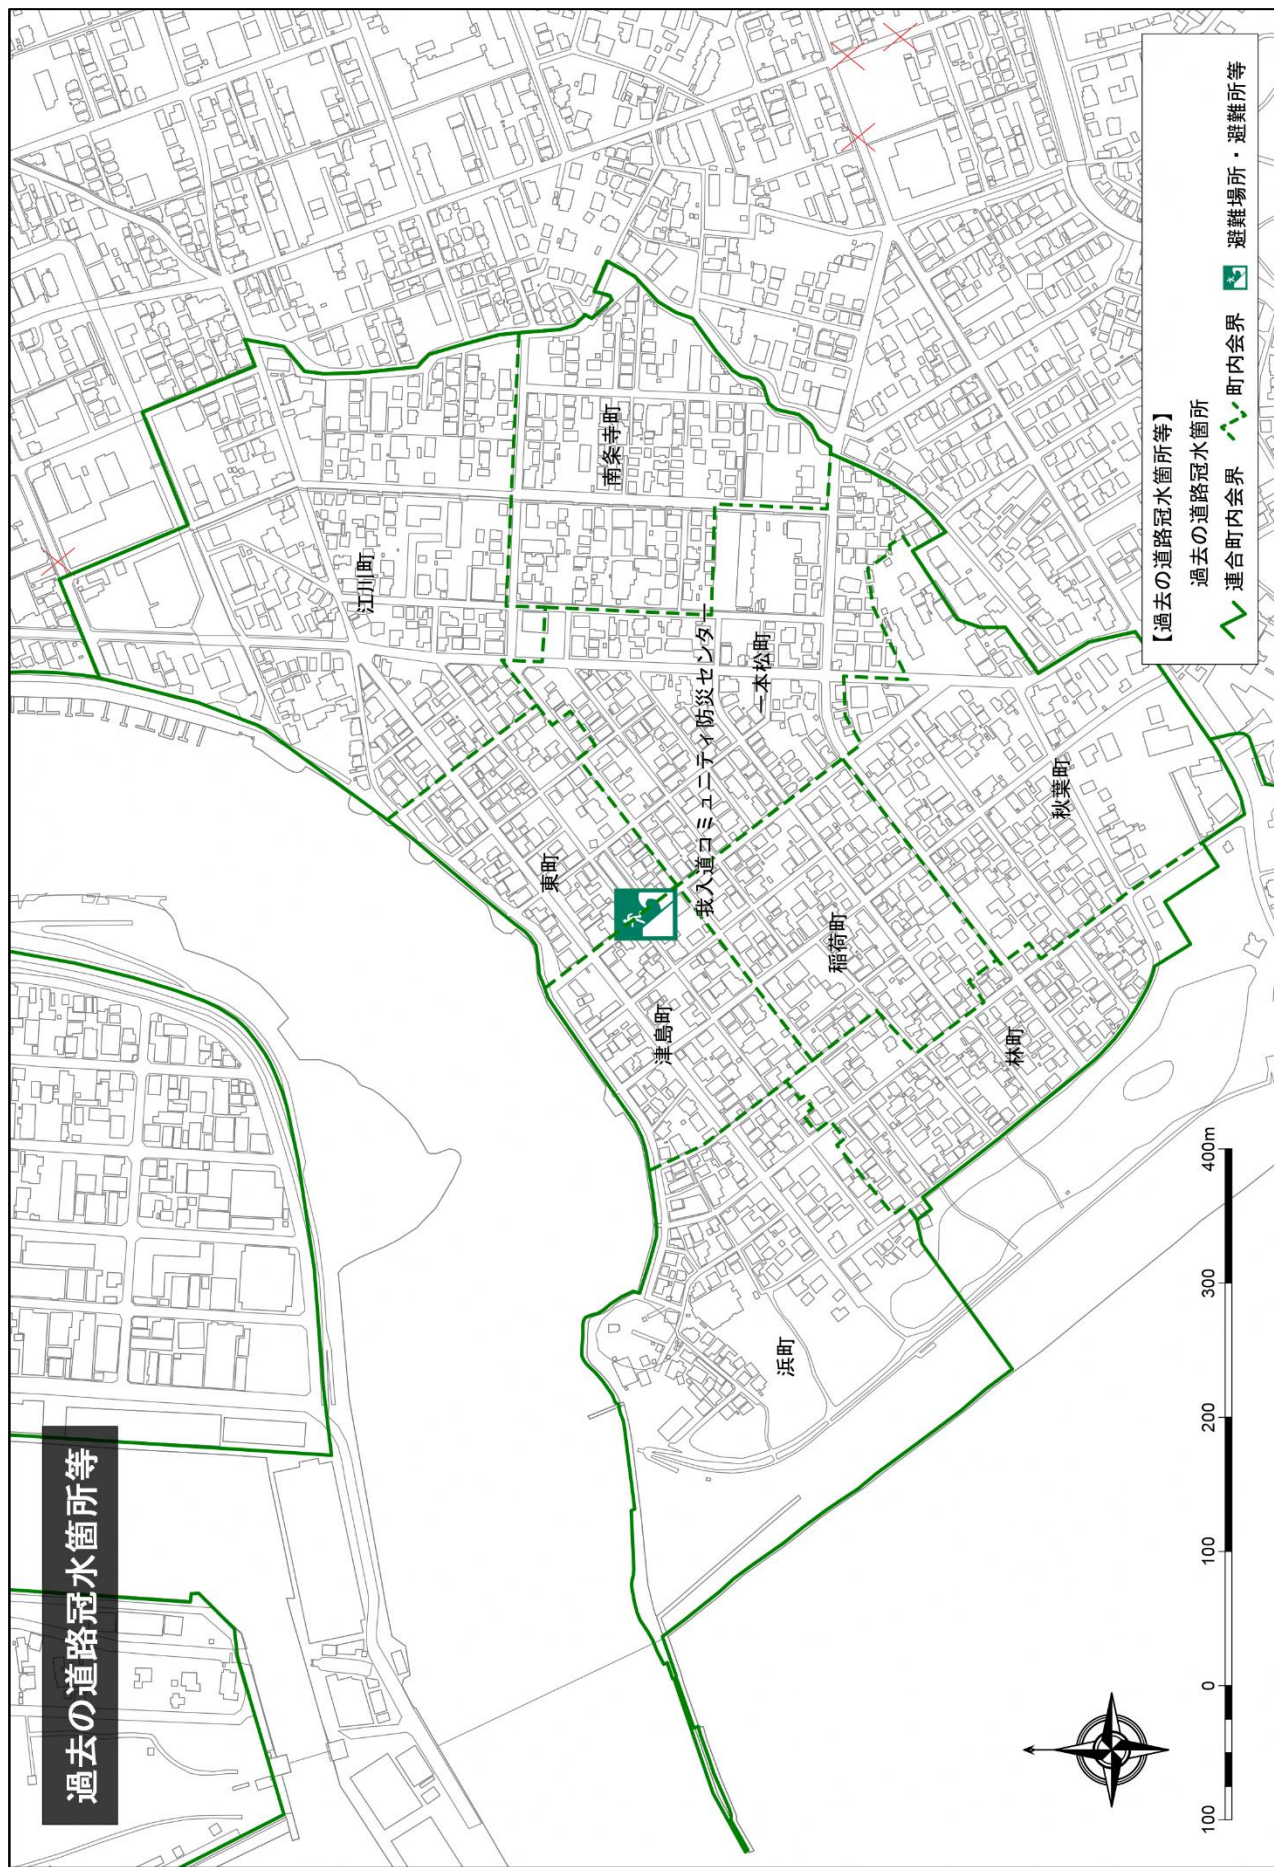 過去の道路冠水箇所等
江川町
南条寺町
東町
一本松町
我入道コミュニティ防災センター
津島町
稲荷町
秋葉町
林町
浜町
【過去の道路冠水箇所等】
過去の道路冠水箇所
連合町内会界 町内会界 避難場所・避難所等
100 0 100 200 300 400m